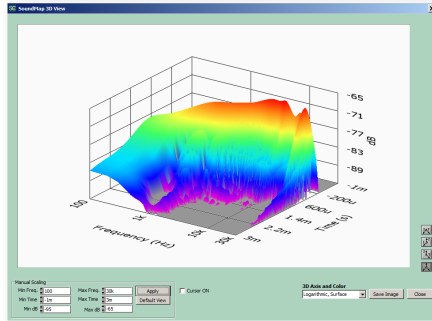 SoundMap 3D View
-65
-71
-77
-83
-89
dB
-1m
-200u
600u
1.4m
2.2m
3m
Time (s)
100
1k
10k
30k
Frequency (Hz)
Manual Scaling
Min Freq. 100 Max Freq. 30k Apply
Min Time -1m Max Time 3m Default View
Min dB -95 Max dB -65
Cursor ON
3D Axis and Color
Logarithmic, Surface Save Image Close